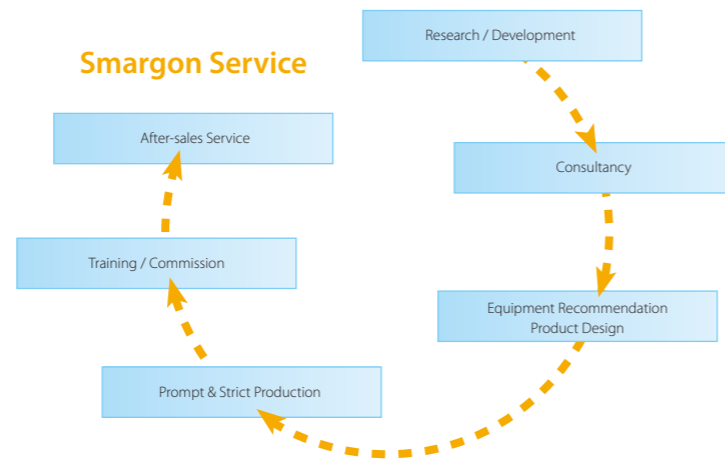 Smargon Service
Research / Development
Consultancy
Equipment Recommendation
Product Design
Prompt & Strict Production
Training / Commission
After-sales Service